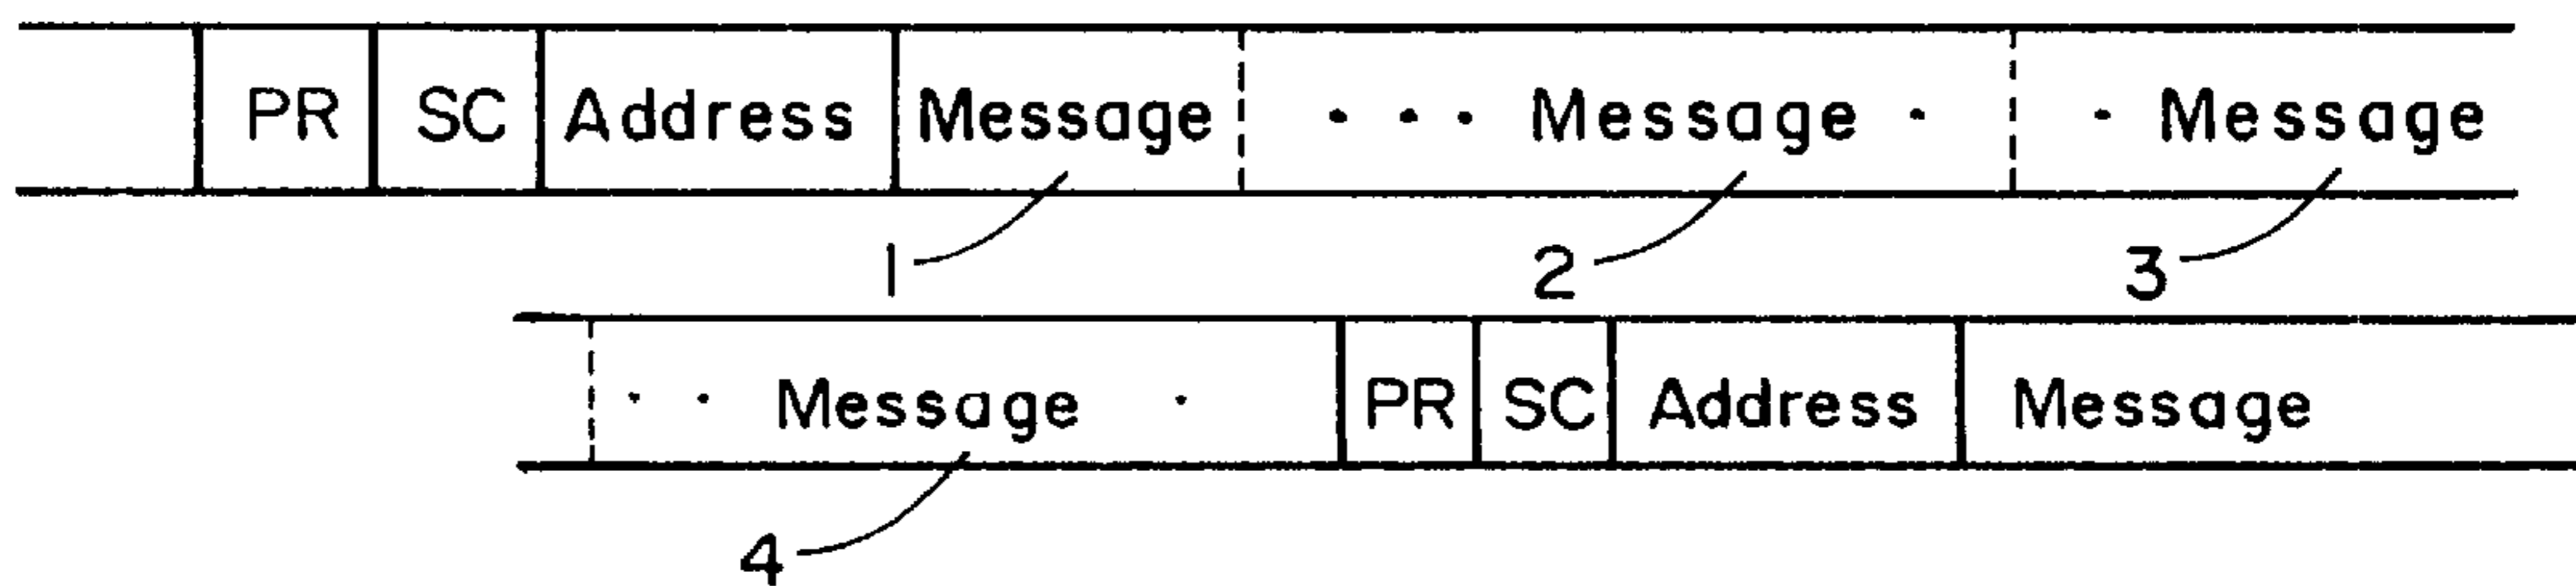 PR SC Address Message • • • Message • • Message
1 2 3
• • Message • PR SC Address Message
4